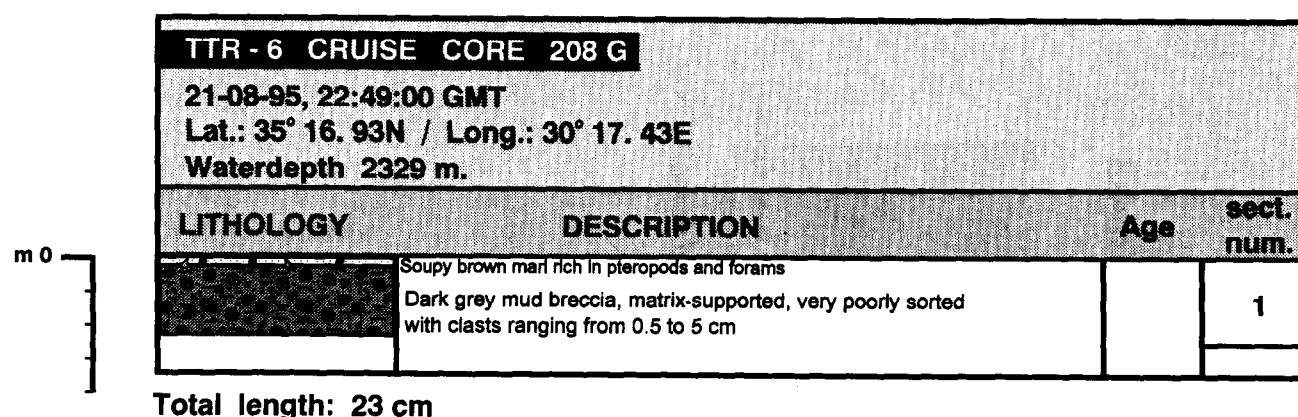 TTR - 6 CRUISE CORE 208 G
21-08-95, 22:49:00 GMT
Lat.: 35° 16. 93N / Long.: 30° 17. 43E
Waterdepth 2329 m.
LITHOLOGY DESCRIPTION Age sect. num.
m 0
Soupy brown marl rich in pteropods and forams
Dark grey mud breccia, matrix-supported, very poorly sorted
with clasts ranging from 0.5 to 5 cm
1
Total length: 23 cm